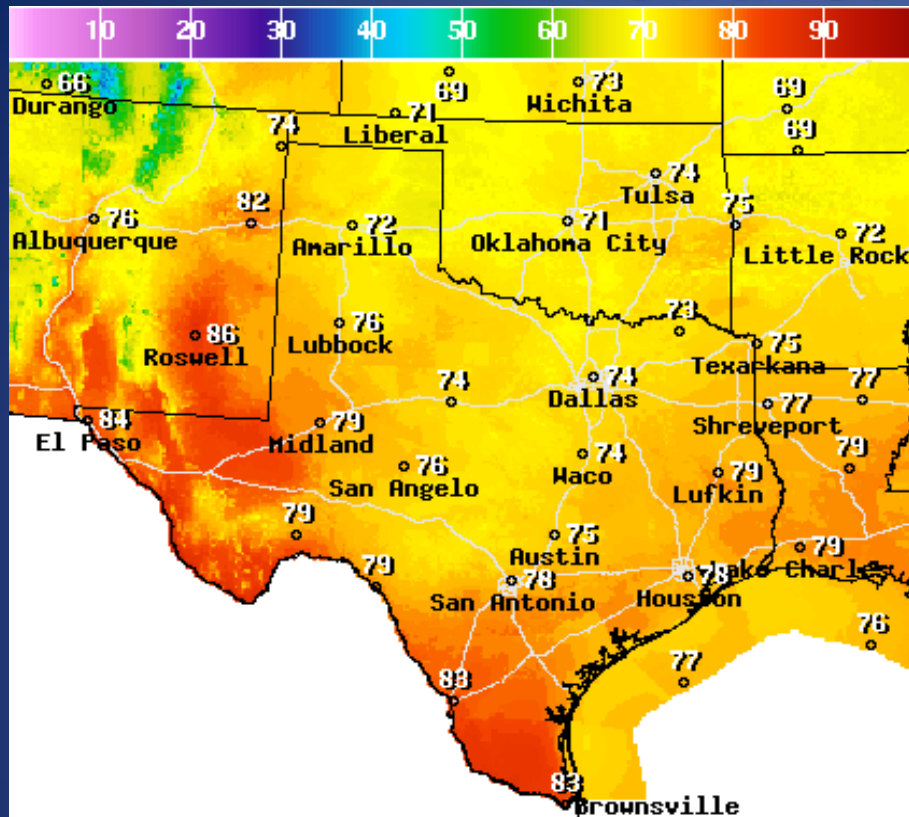 10 20 30 40 50 60 70 80 90
66 69 73 69
Durango Wichita
71
Liberal
74 69
74
Tulsa
76 82 72 71 75 72
Albuquerque Amarillo Oklahoma City Little Rock
86 76 73 75
Roswell Lubbock Texarkana
74 74 77 77
Dallas Shreveport
84 79
El Paso Midland
76 74 79 79
San Angelo Waco Lufkin
79 75 79
Austin Lake Charles
79 78 78
San Antonio Houston
76
83 77
83
Brownsville